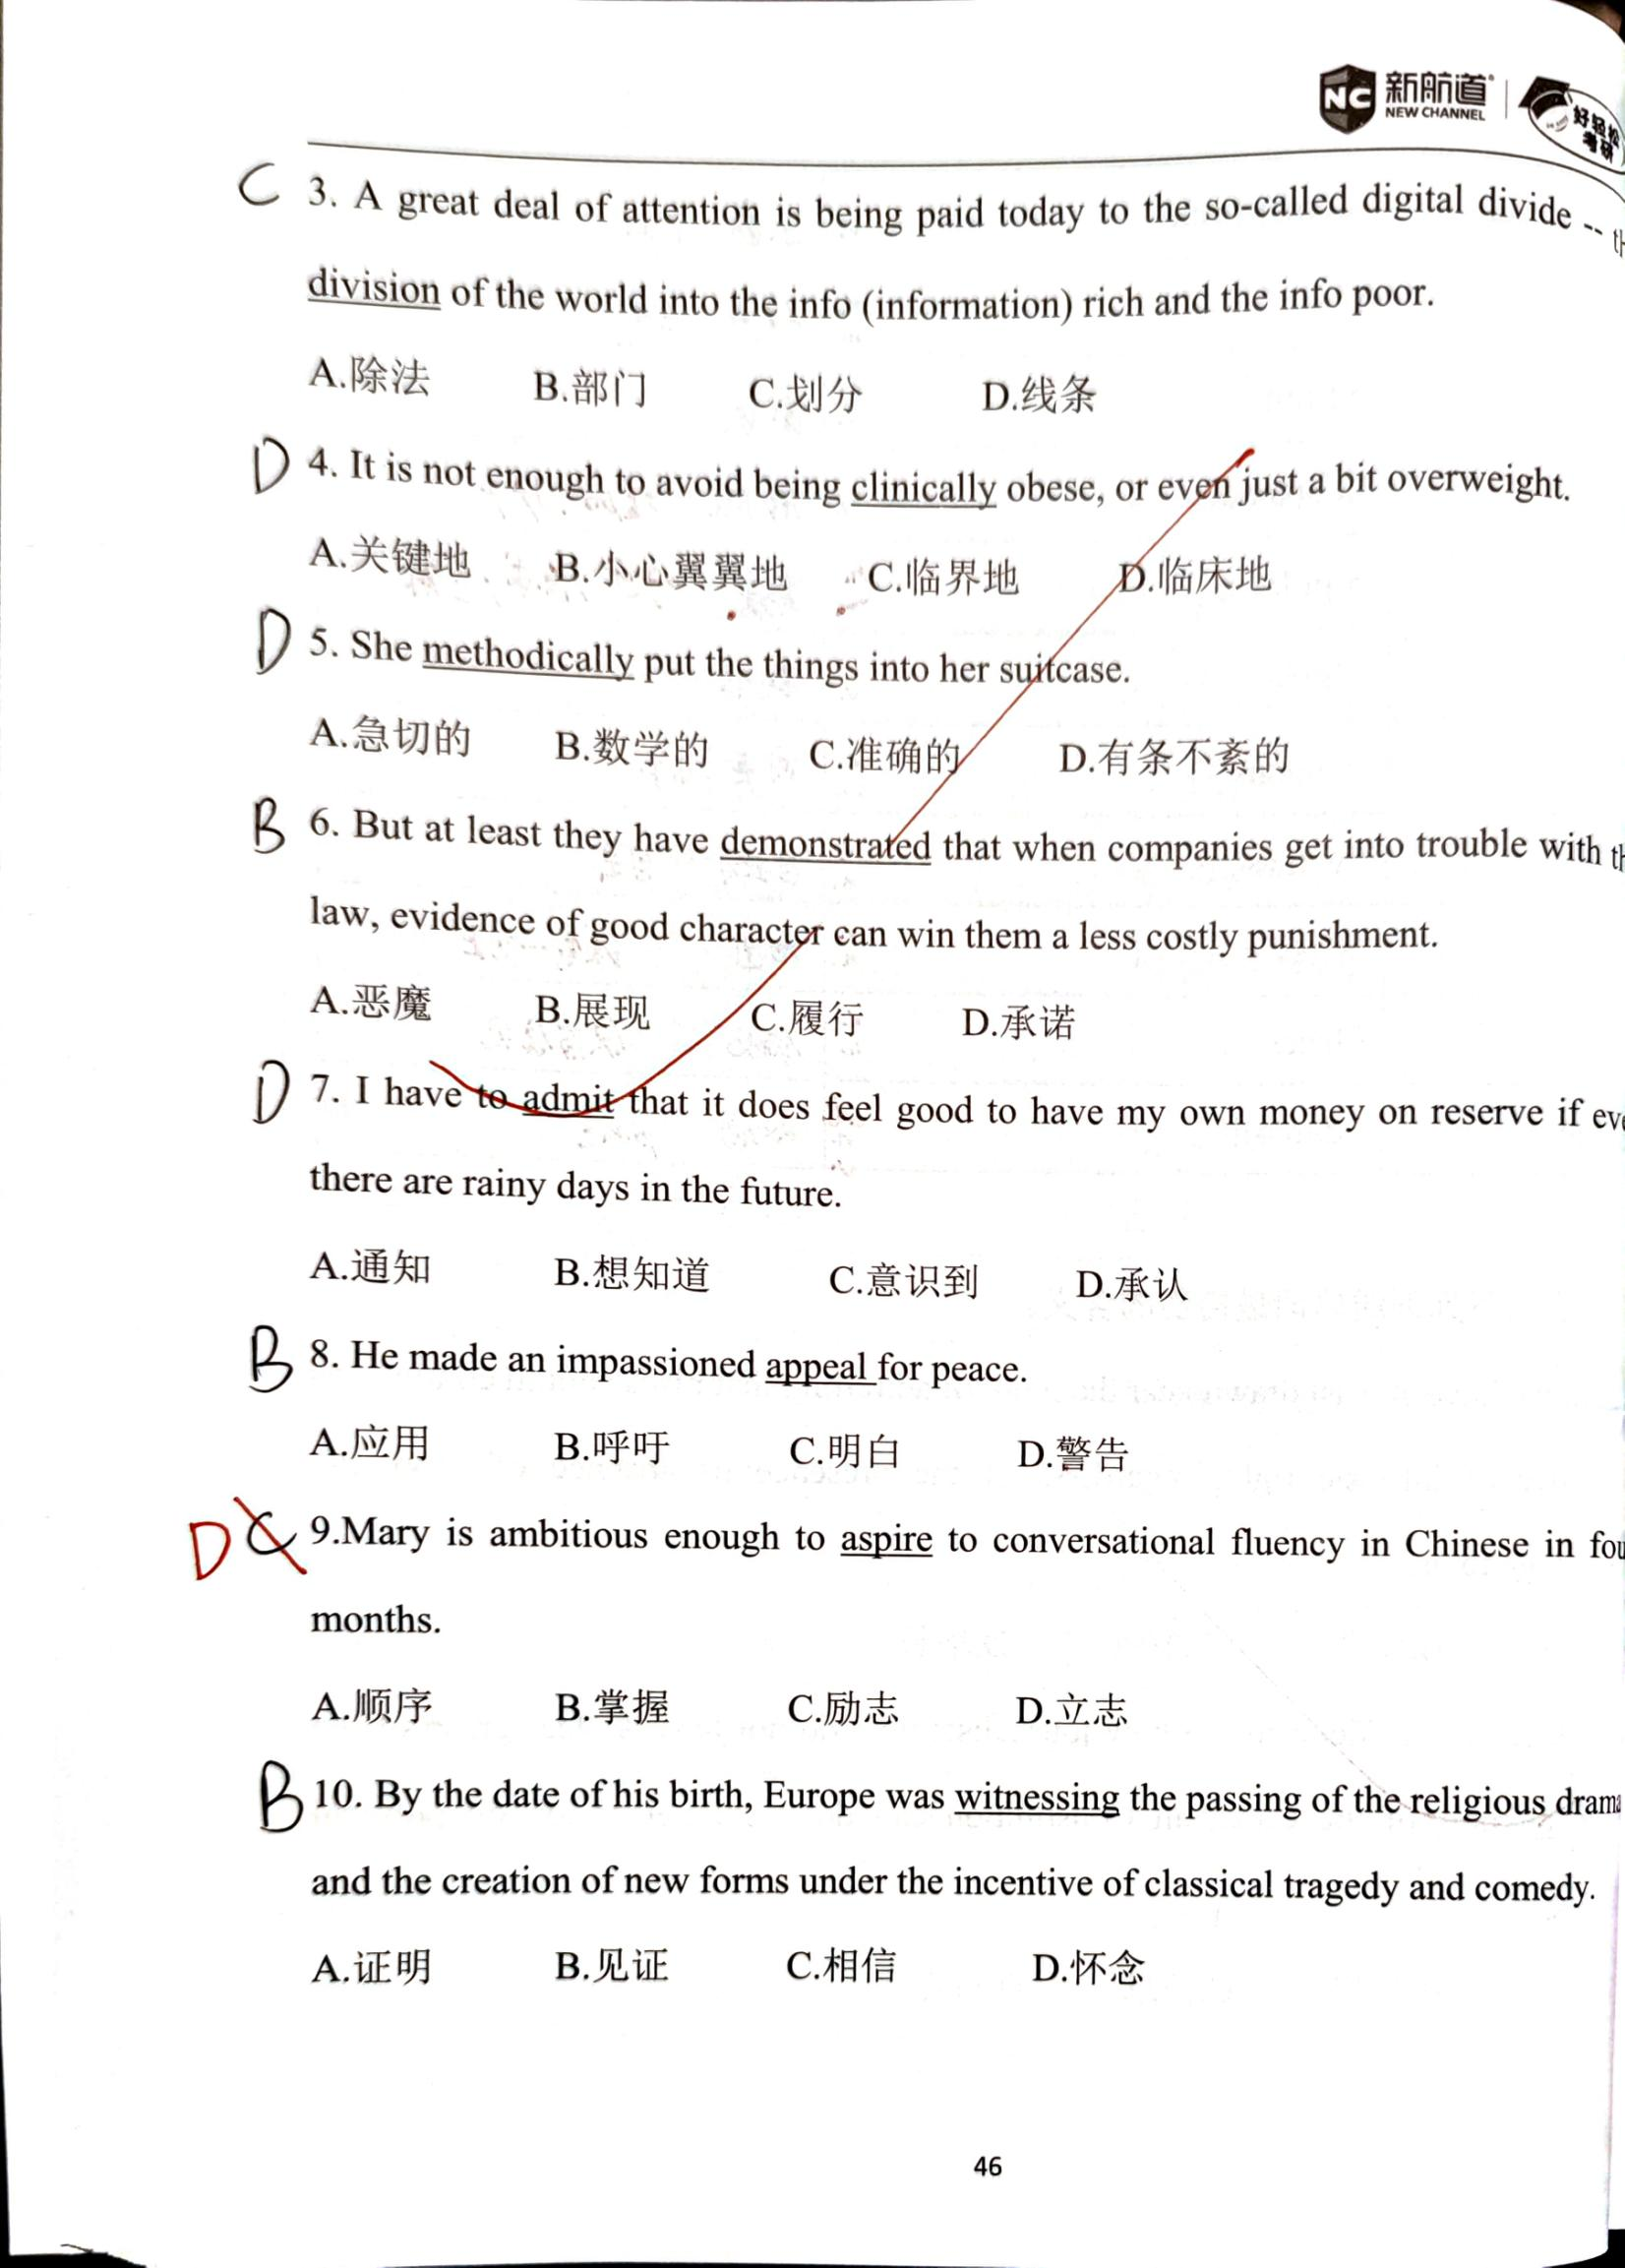 NC 新航道
NEW CHANNEL
好轻松
考研
C 3. A great deal of attention is being paid today to the so-called digital divide --
division of the world into the info (information) rich and the info poor.
A.除法 B.部门 C.划分 D.线条
D 4. It is not enough to avoid being clinically obese, or even just a bit overweight.
A.关键地 B.小心翼翼地 C.临界地 D.临床地
D 5. She methodically put the things into her suitcase.
A.急切的 B.数学的 C.准确的 D.有条不紊的
B 6. But at least they have demonstrated that when companies get into trouble with
law, evidence of good character can win them a less costly punishment.
A.恶魔 B.展现 C.履行 D.承诺
D 7. I have to admit that it does feel good to have my own money on reserve if
there are rainy days in the future.
A.通知 B.想知道 C.意识到 D.承认
B 8. He made an impassioned appeal for peace.
A.应用 B.呼吁 C.明白 D.警告
D C 9.Mary is ambitious enough to aspire to conversational fluency in Chinese in
months.
A.顺序 B.掌握 C.励志 D.立志
B 10. By the date of his birth, Europe was witnessing the passing of the religious drama
and the creation of new forms under the incentive of classical tragedy and comedy.
A.证明 B.见证 C.相信 D.怀念
46